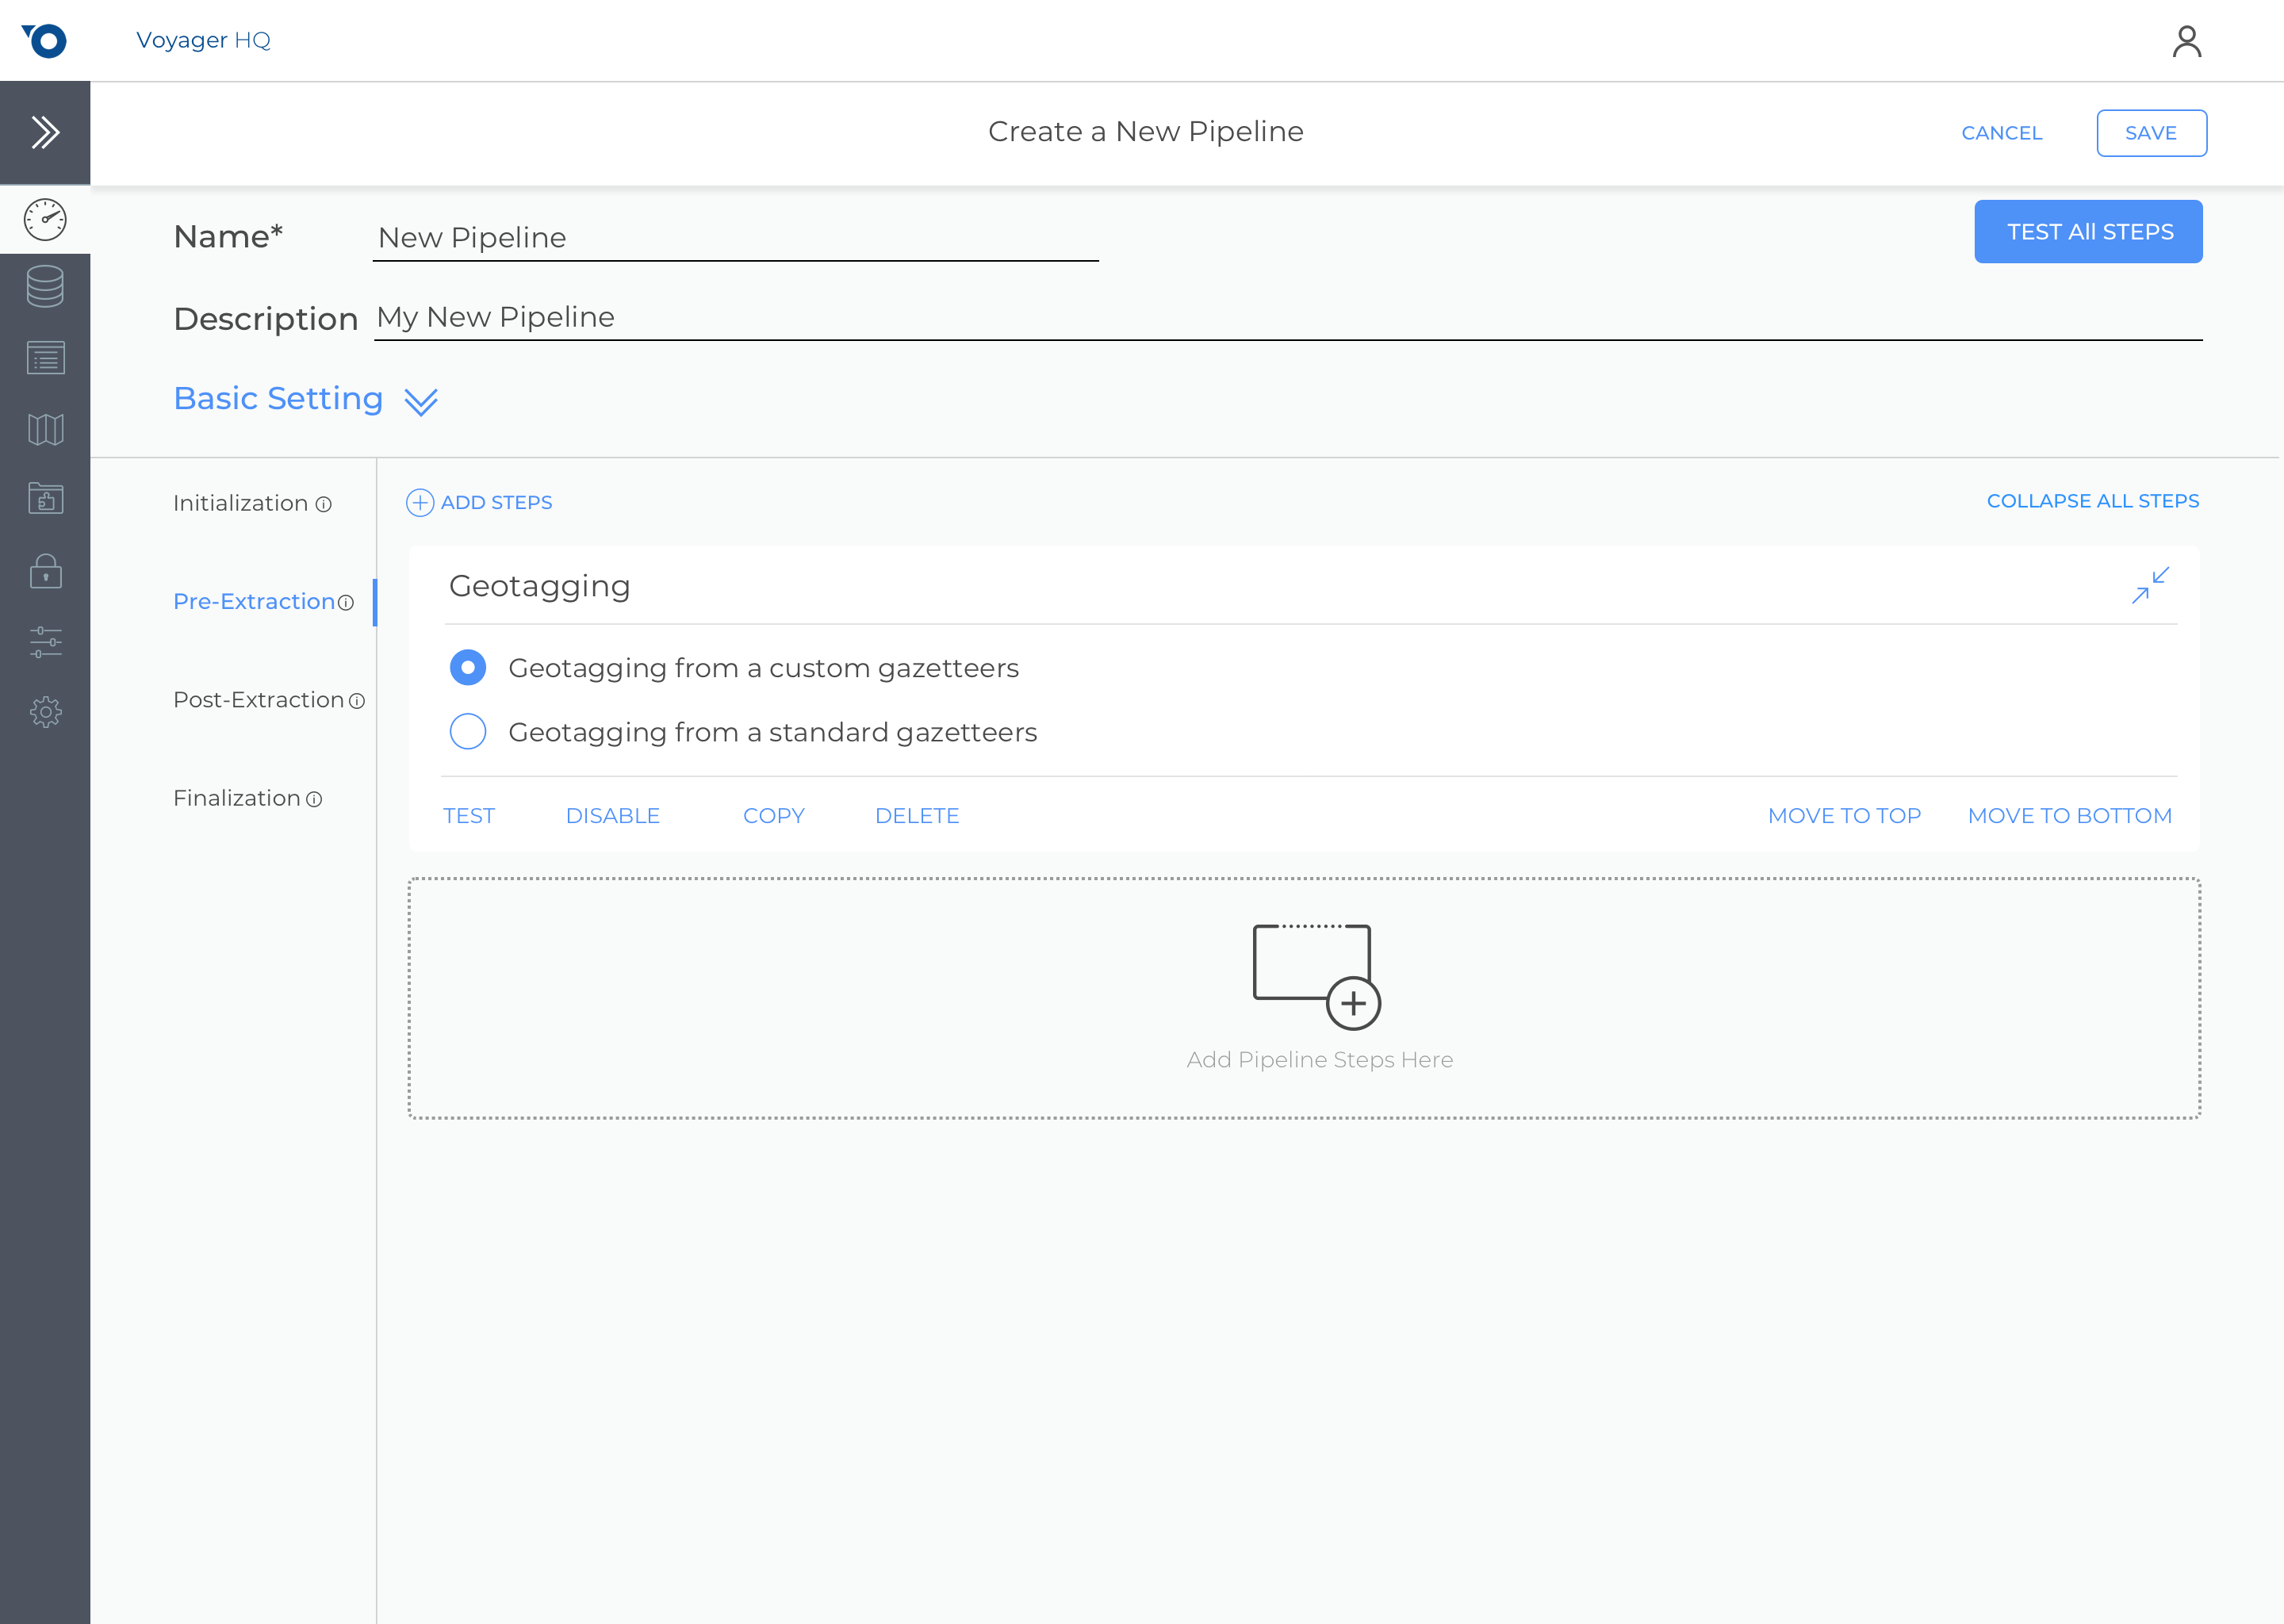 Voyager HQ
Create a New Pipeline
CANCEL
SAVE
Name*
New Pipeline
TEST All STEPS
Description
My New Pipeline
Basic Setting
Initialization
Pre-Extraction
Post-Extraction
Finalization
ADD STEPS
COLLAPSE ALL STEPS
Geotagging
Geotagging from a custom gazetteers
Geotagging from a standard gazetteers
TEST
DISABLE
COPY
DELETE
MOVE TO TOP
MOVE TO BOTTOM
Add Pipeline Steps Here